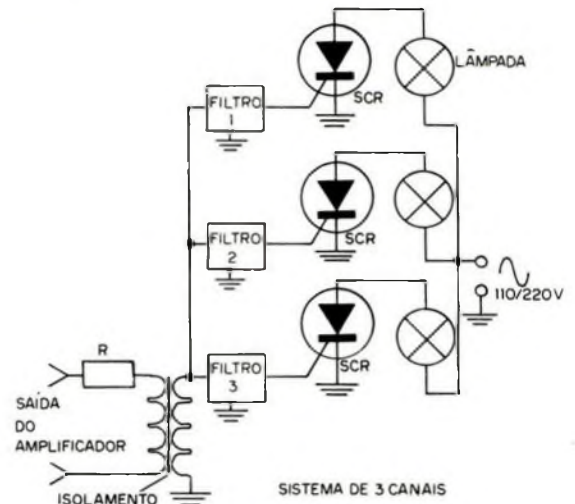 LÂMPADA
SCR
FILTRO
1
SCR
FILTRO
2
110/220V
SCR
FILTRO
3
R
SAÍDA
DO
AMPLIFICADOR
ISOLAMENTO
SISTEMA DE 3 CANAIS